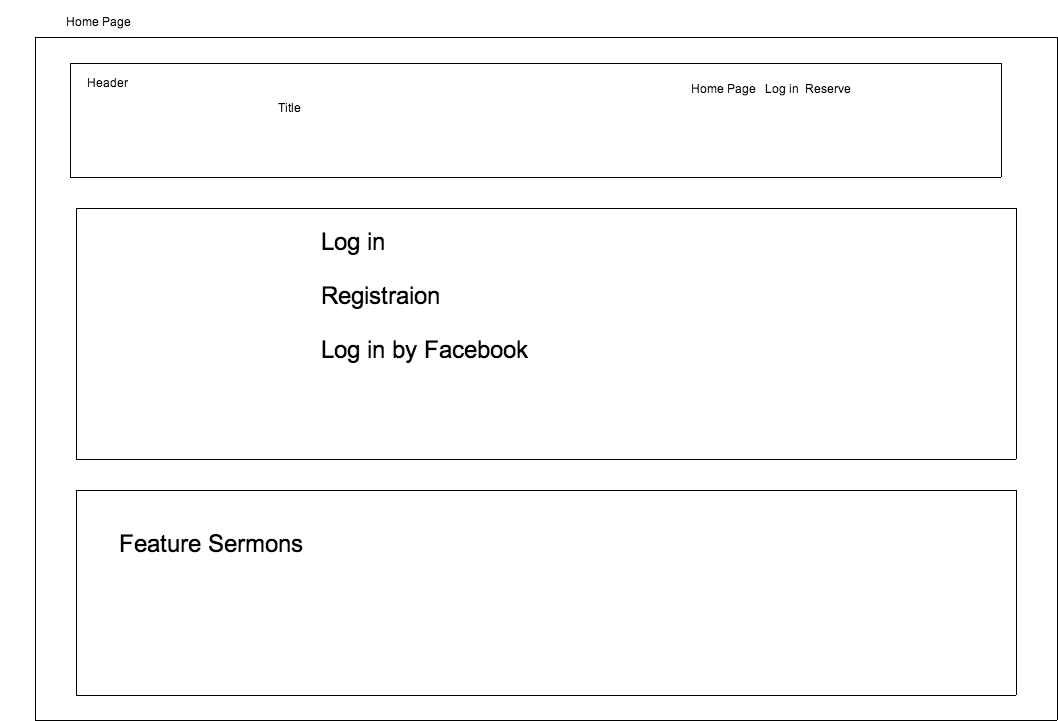 Home Page
Header
Home Page Log in Reserve
Title
Log in
Registraion
Log in by Facebook
Feature Sermons